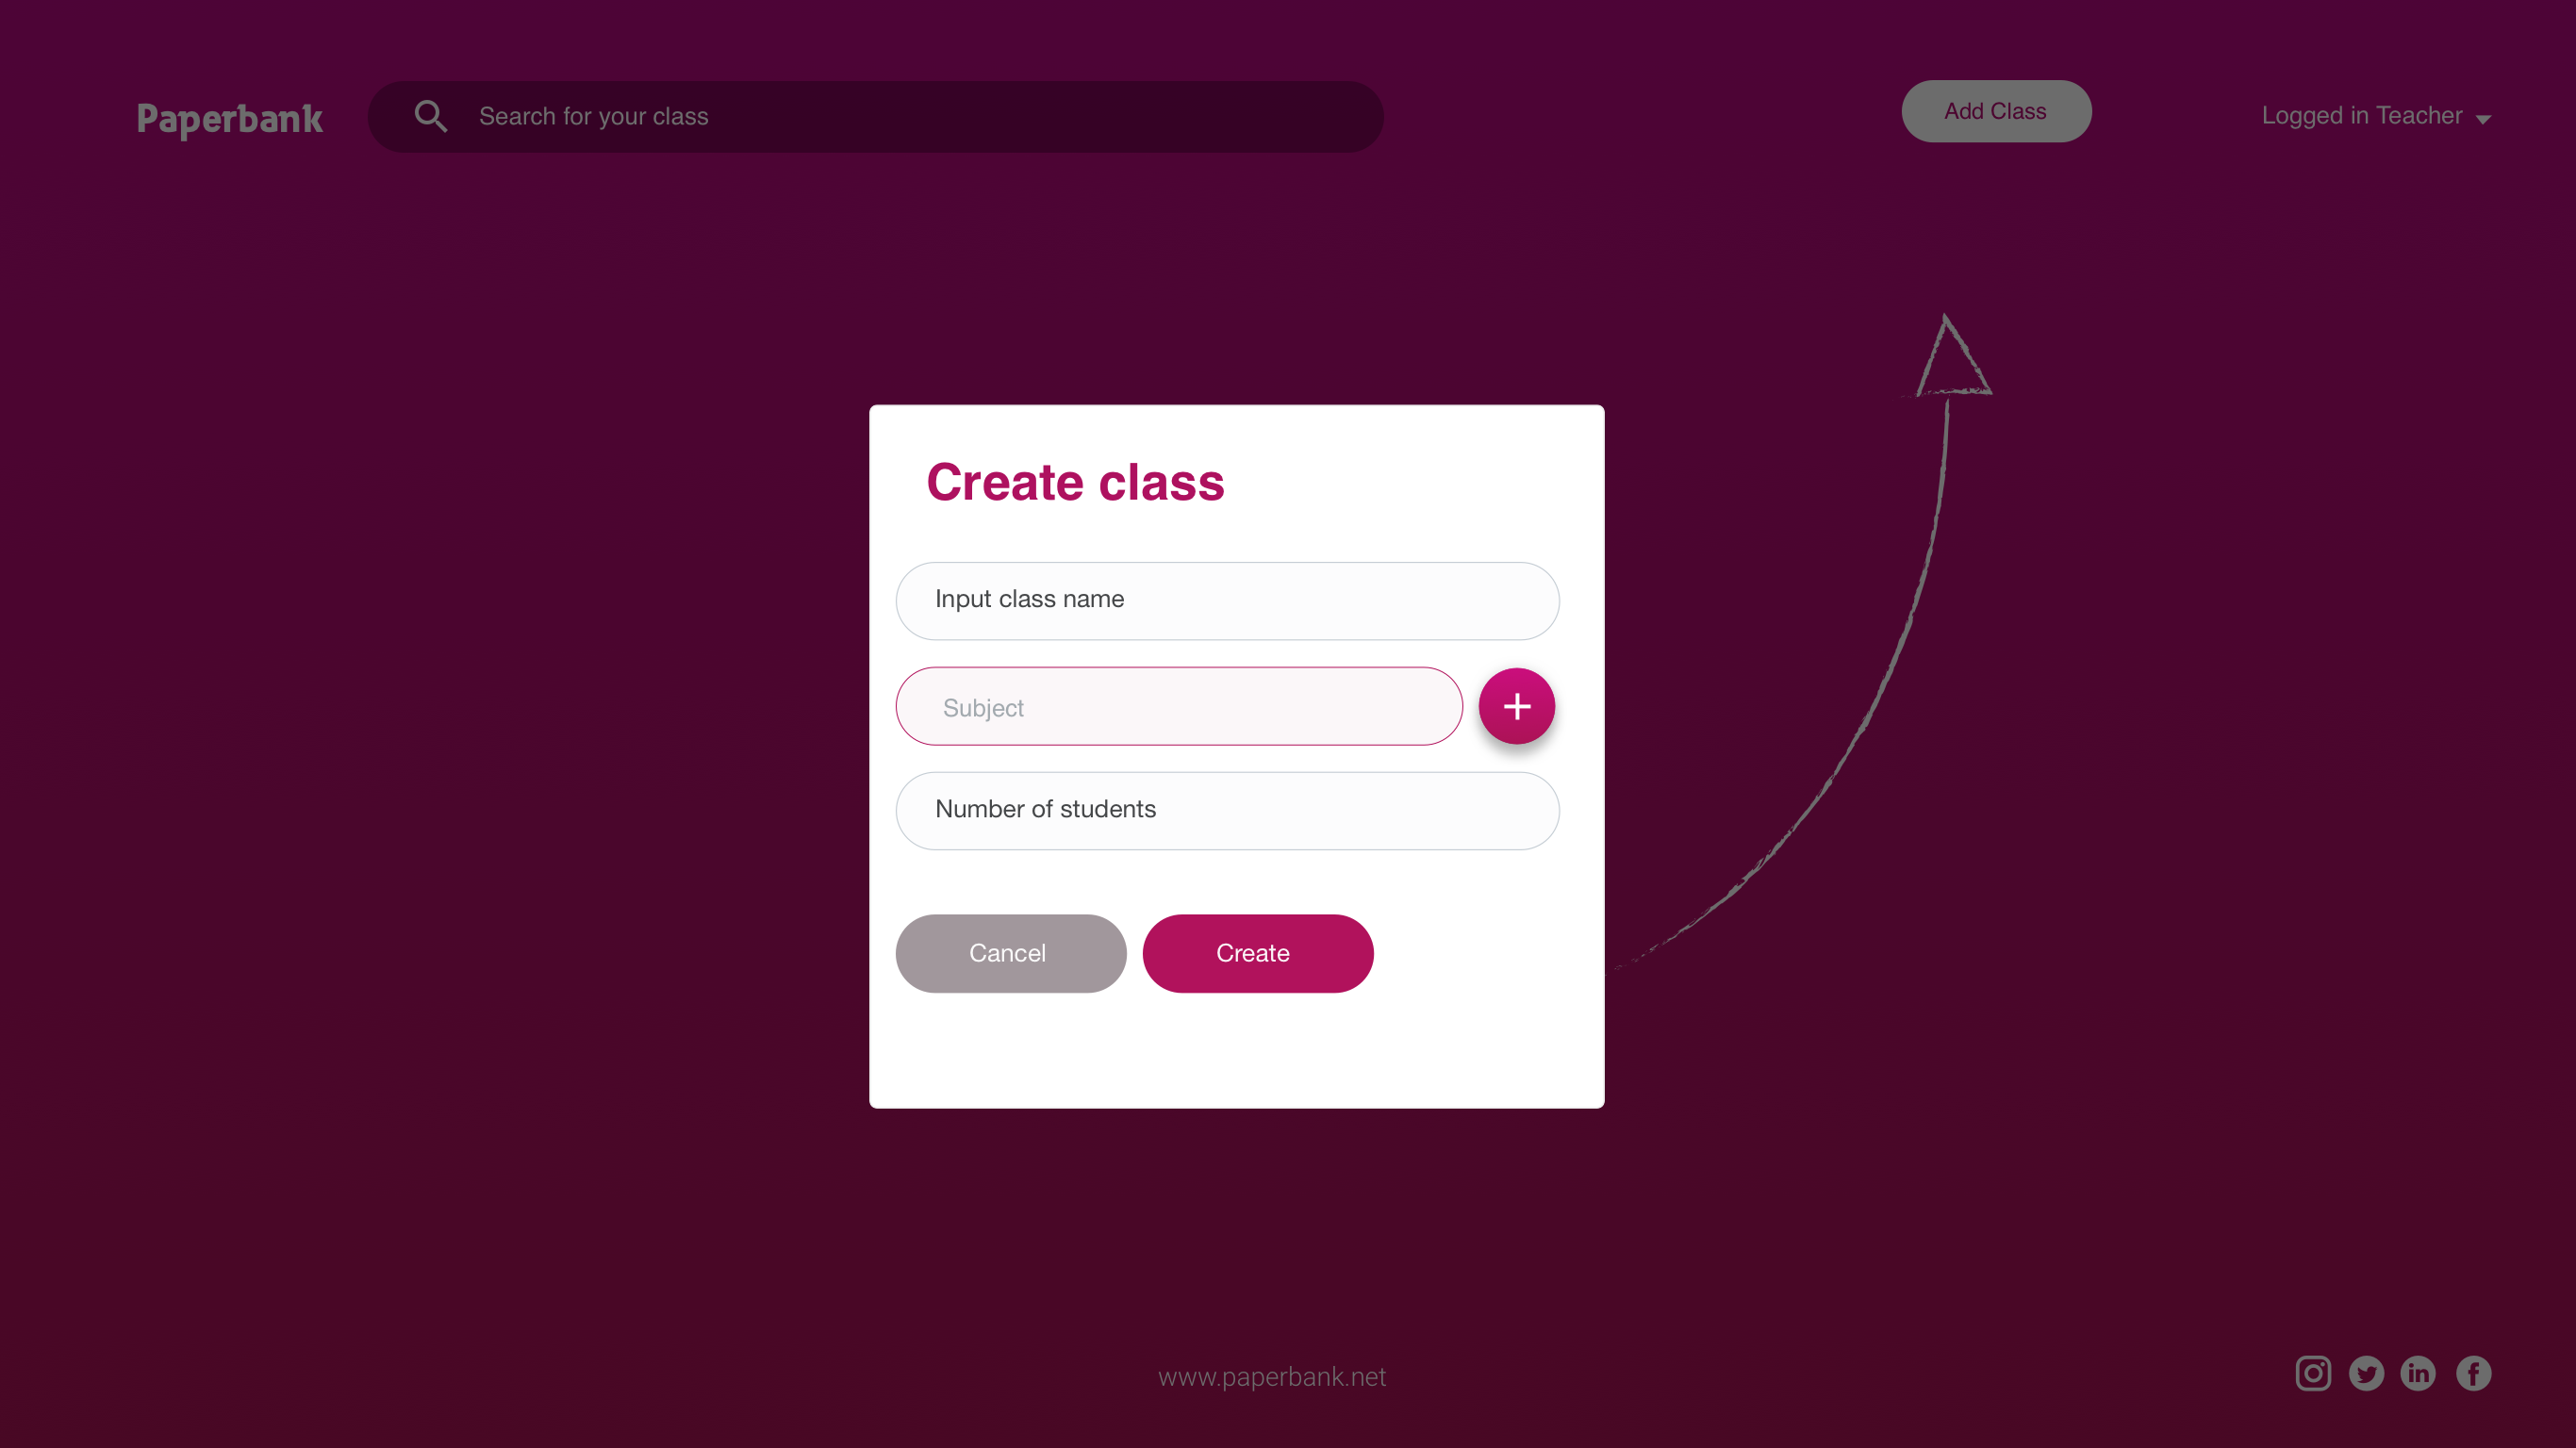 Paperbank
Search for your class
Add Class
Logged in Teacher
Create class
Input class name
Subject
Number of students
Cancel
Create
www.paperbank.net